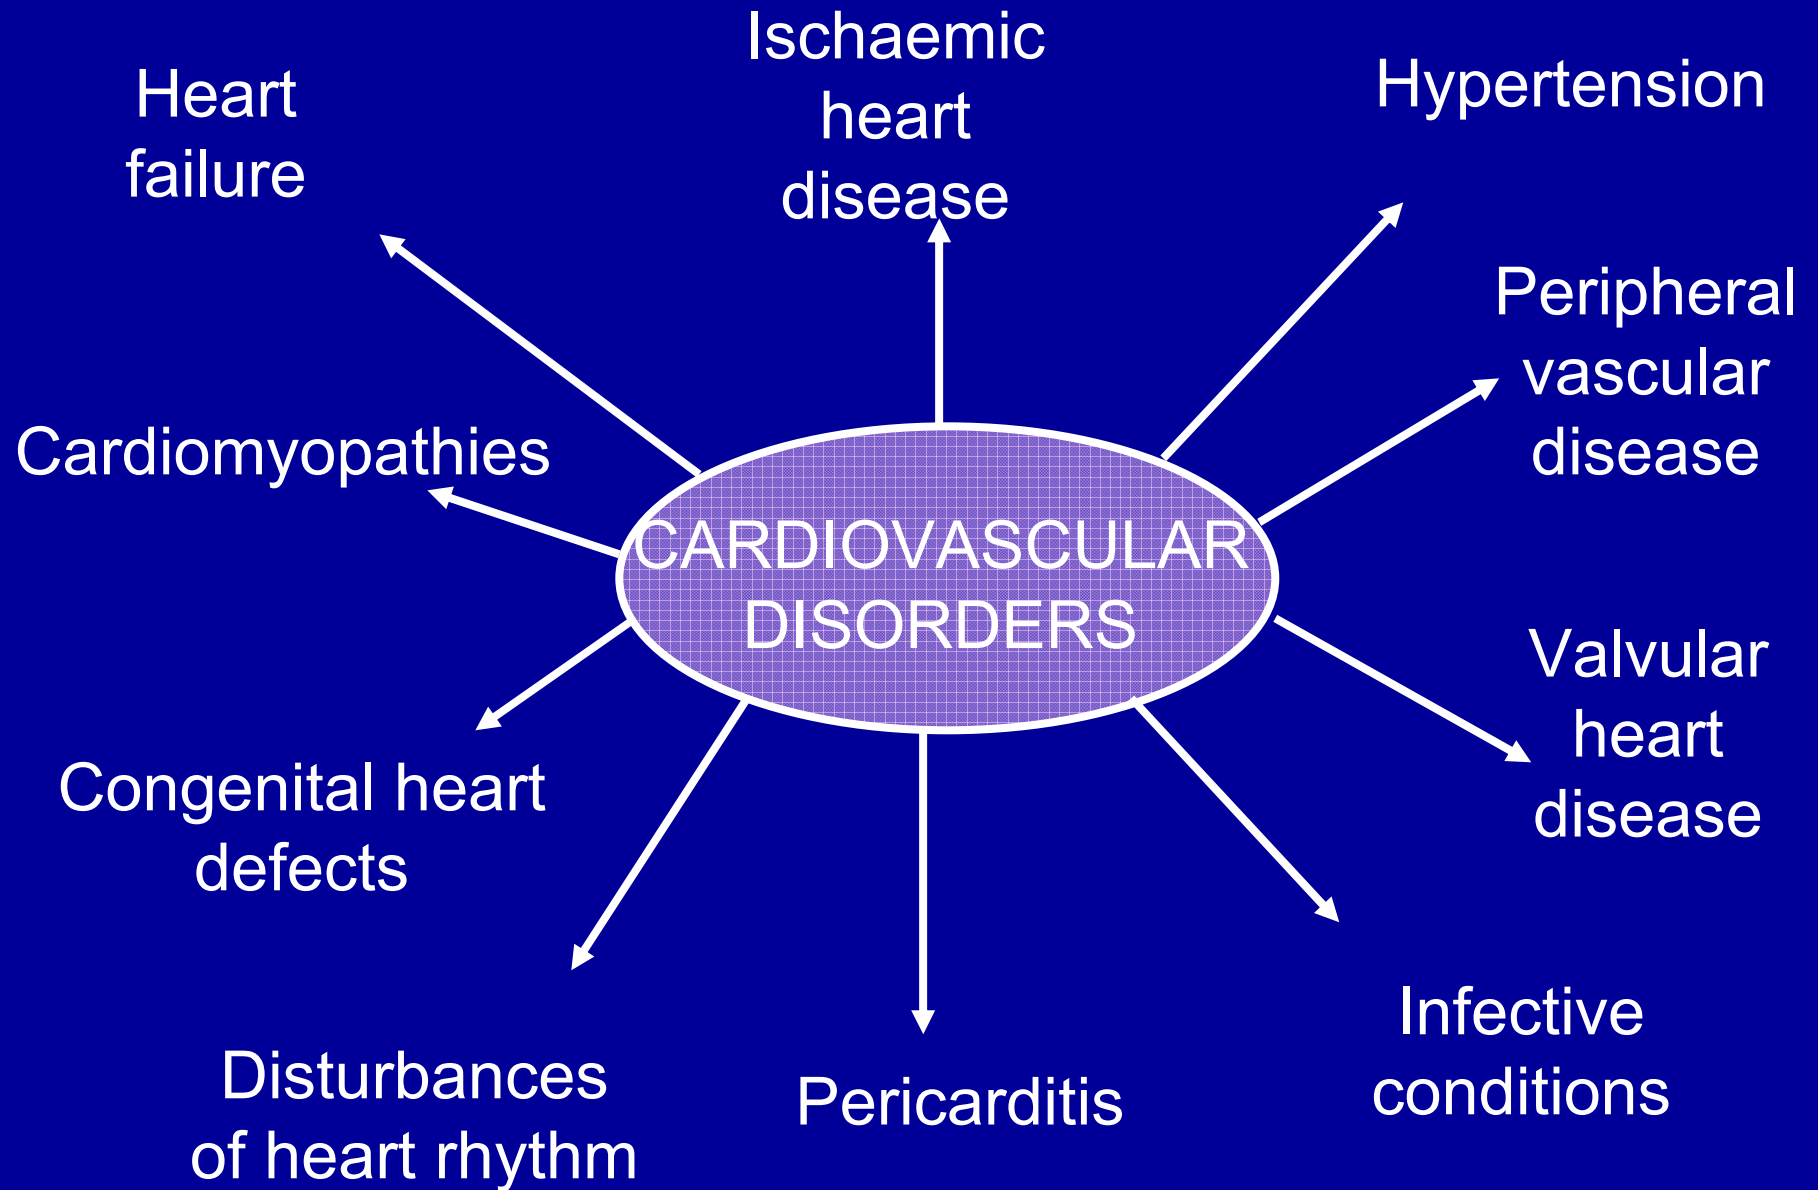 Ischaemic
heart
disease
Hypertension
Heart
failure
Peripheral
vascular
disease
Cardiomyopathies
CARDIOVASCULAR
DISORDERS
Valvular
heart
disease
Congenital heart
defects
Infective
conditions
Disturbances
of heart rhythm
Pericarditis